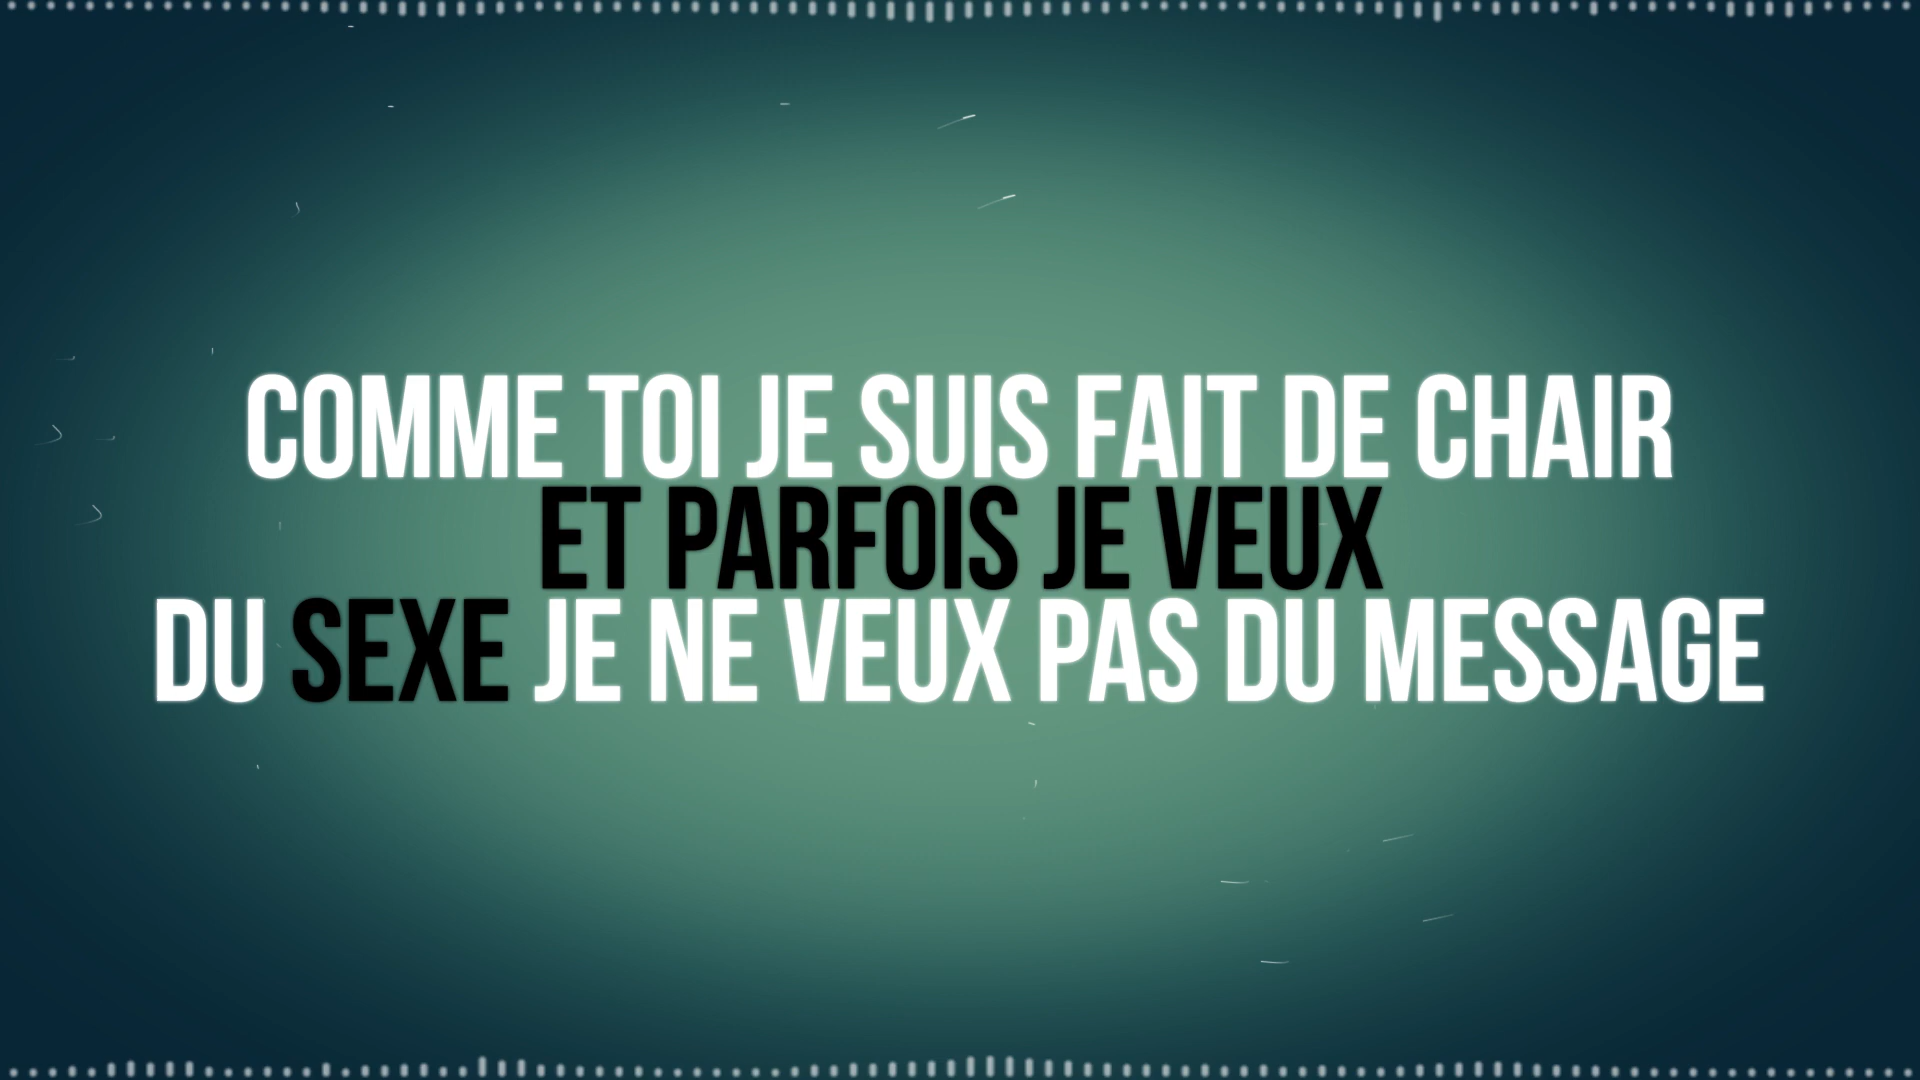 COMME TOI JE SUIS FAIT DE CHAIR
ET PARFOIS JE VEUX
DU SEXE JE NE VEUX PAS DU MESSAGE